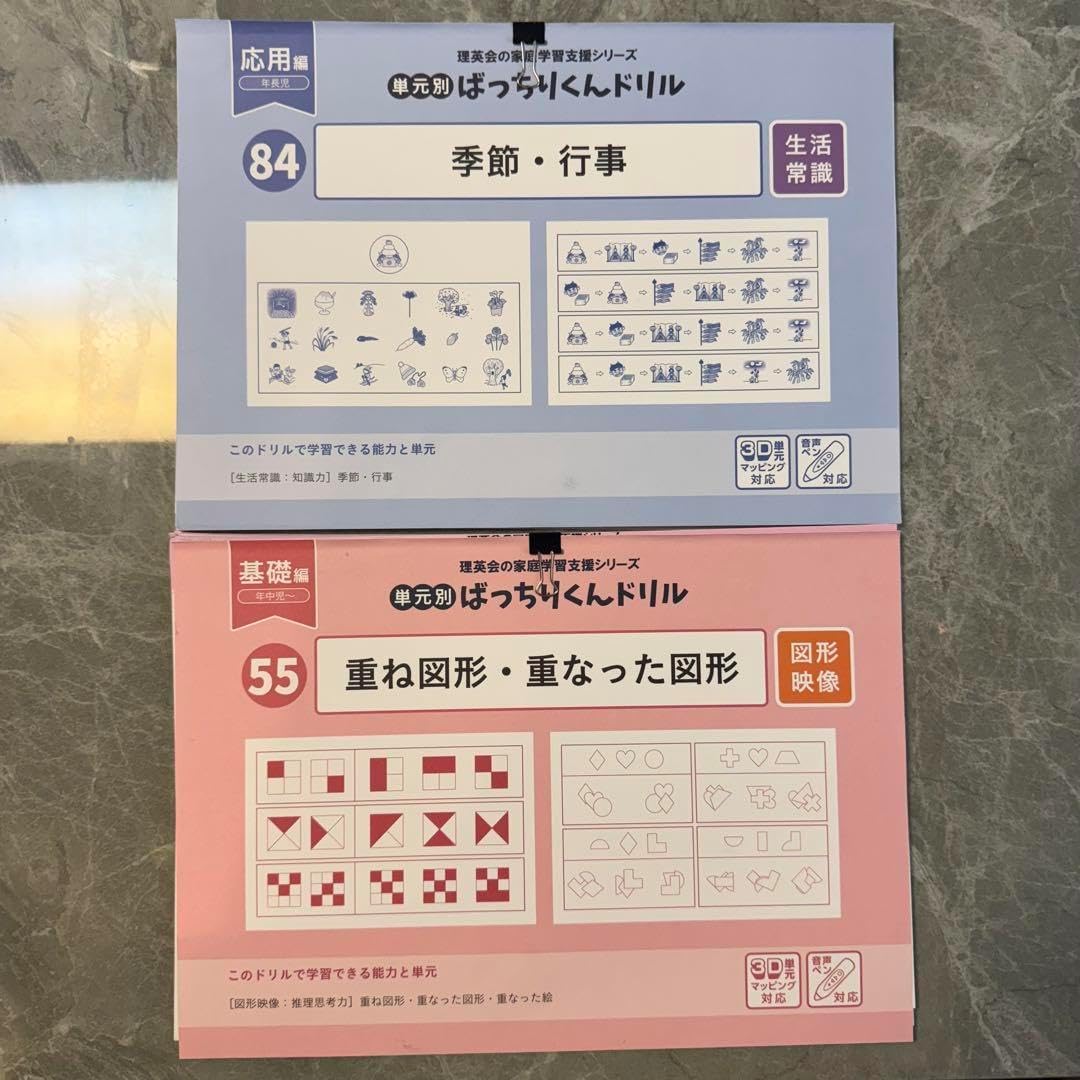 応用編
年長児
理英会の家庭学習支援シリーズ
単元別 ばっちりくんドリル
84
季節・行事
生活
常識
このドリルで学習できる能力と単元
［生活常識：知識力］季節・行事
3D単元
マッピング
対応
音声
ペン
対応
基礎編
年中児～
理英会の家庭学習支援シリーズ
単元別 ばっちりくんドリル
55
重ね図形・重なった図形
図形
映像
このドリルで学習できる能力と単元
［図形映像：推理思考力］重ね図形・重なった図形・重なった絵
3D単元
マッピング
対応
音声
ペン
対応